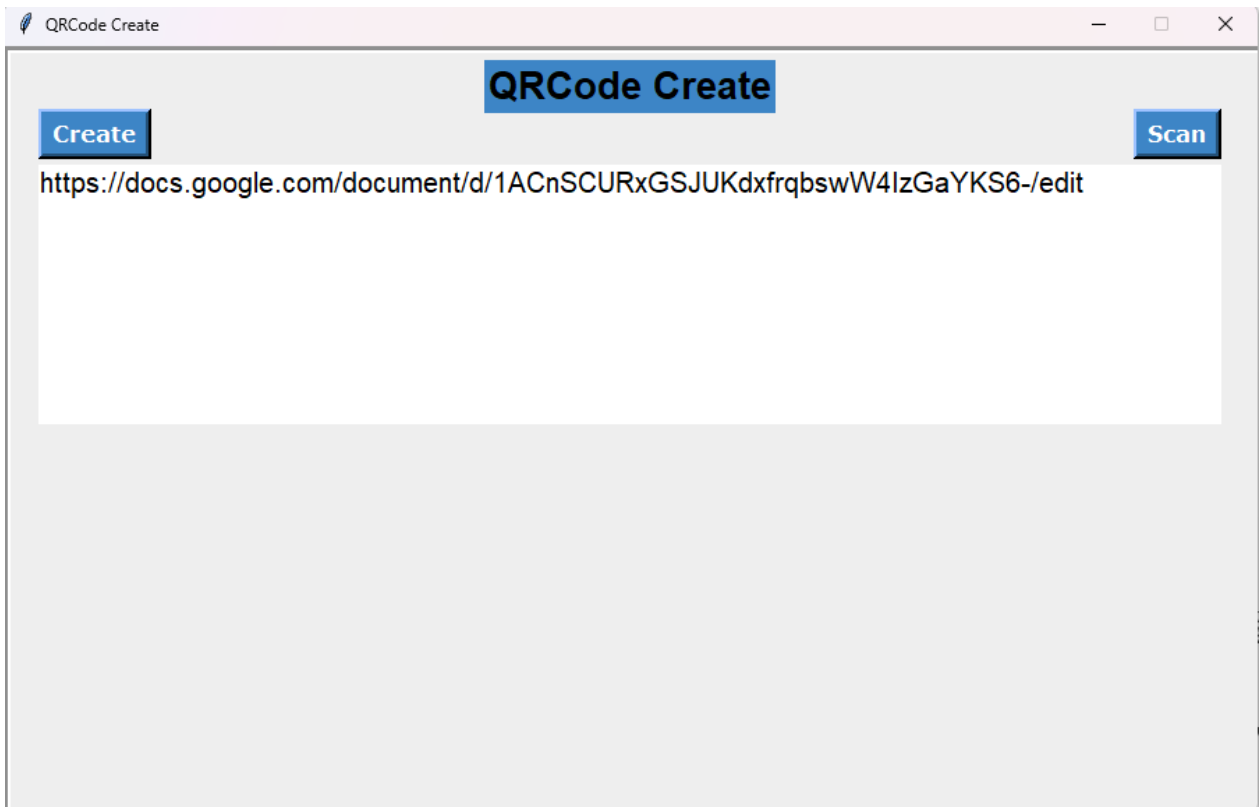 QRCode Create
QRCode Create
Create
Scan
https://docs.google.com/document/d/1ACnSCURxGSJUKdxfrqbswW4IzGaYKS6-/edit